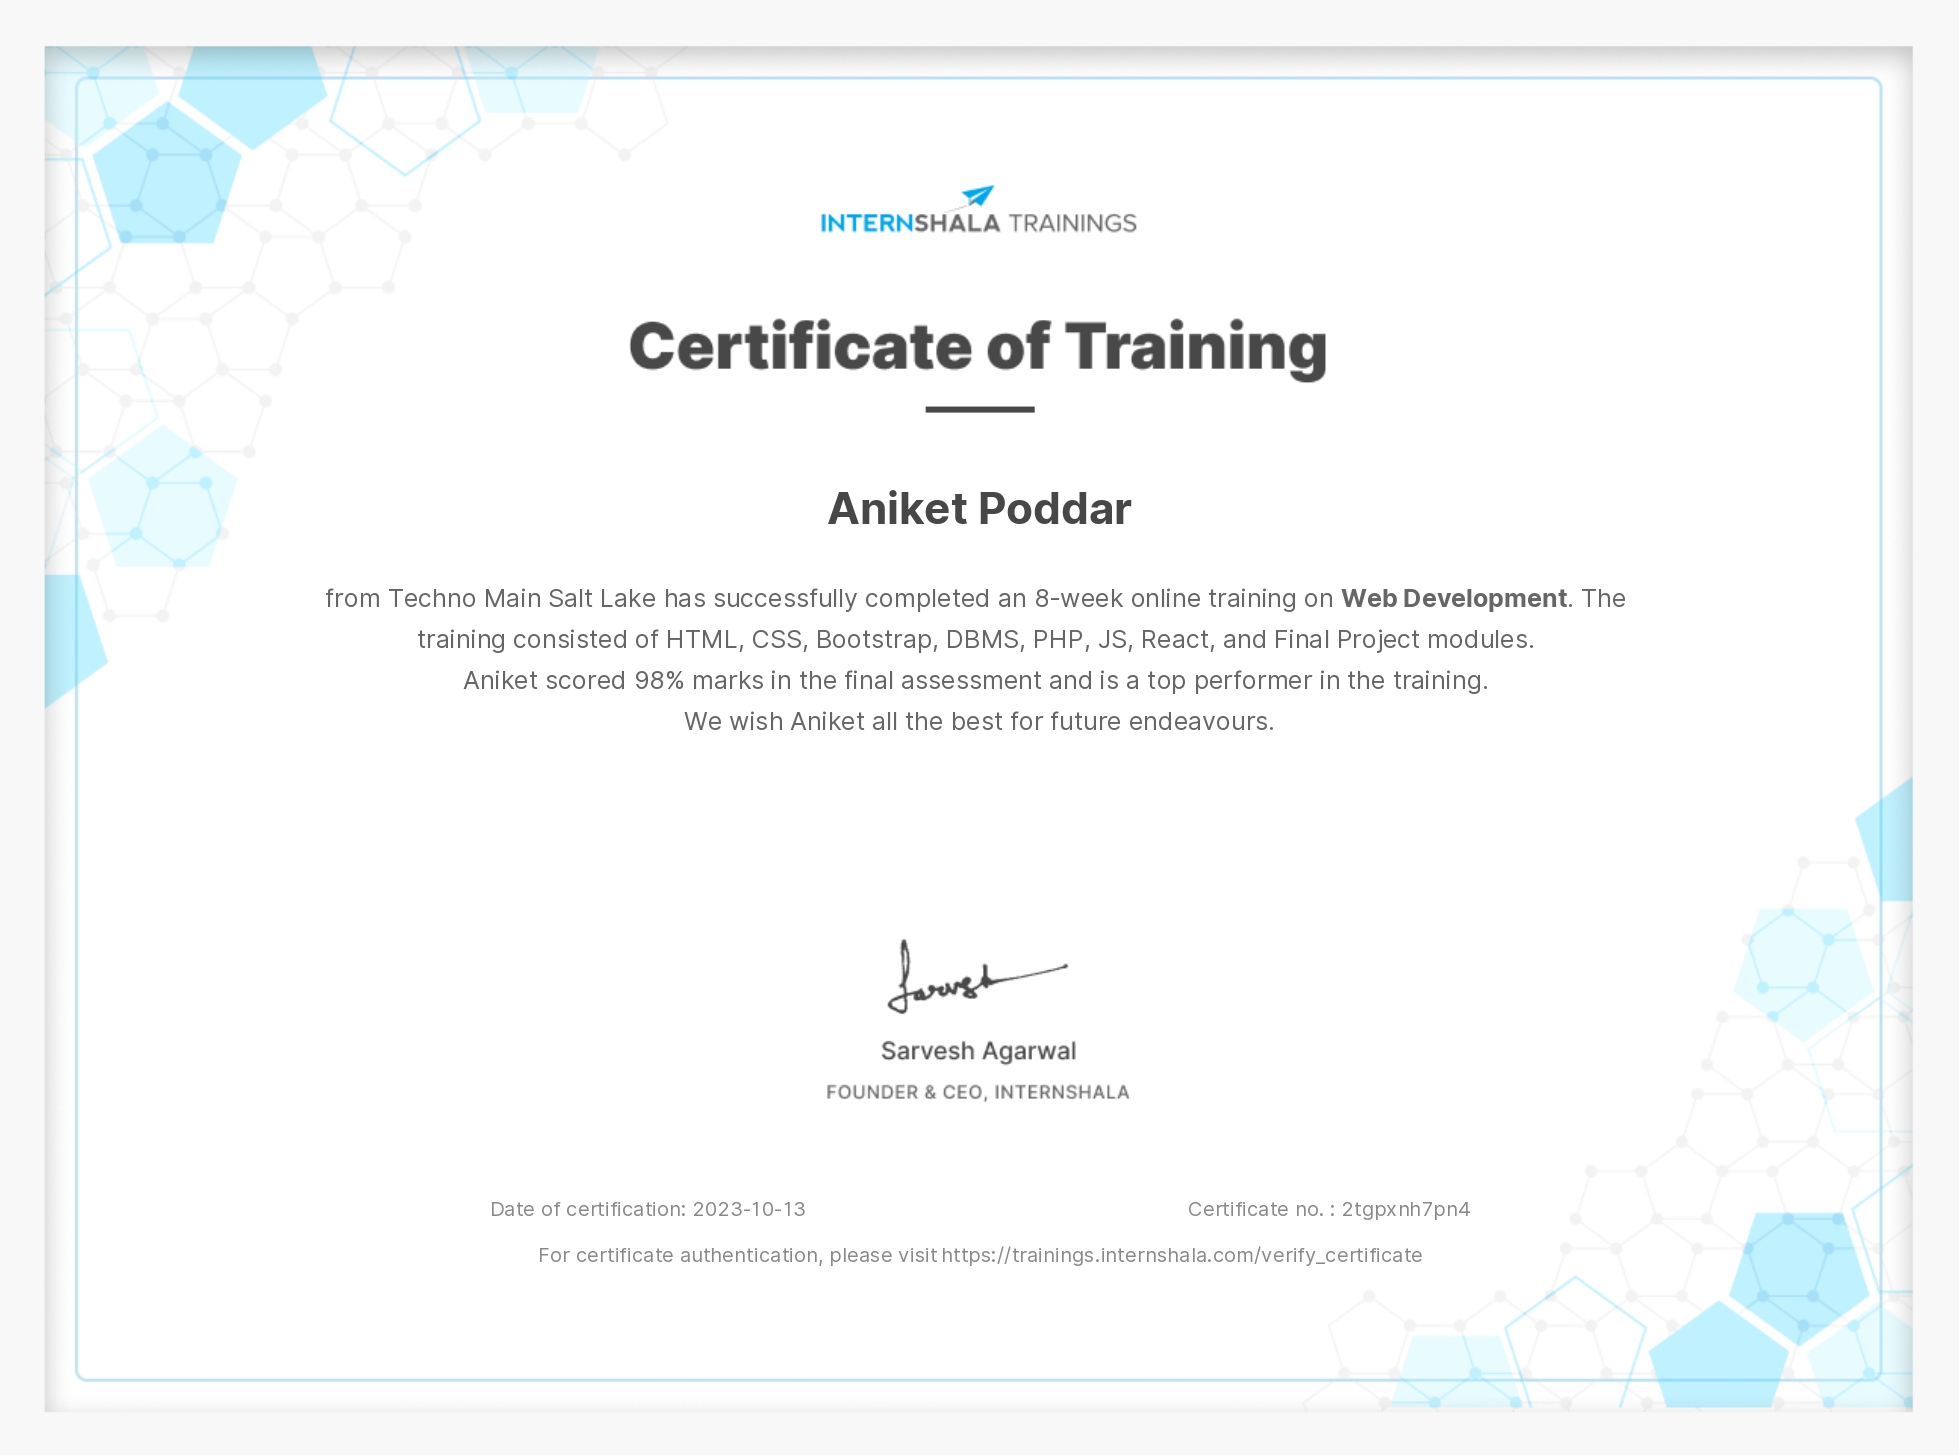 INTERNSHALA TRAININGS
Certificate of Training
Aniket Poddar
from Techno Main Salt Lake has successfully completed an 8-week online training on Web Development. The
training consisted of HTML, CSS, Bootstrap, DBMS, PHP, JS, React, and Final Project modules.
Aniket scored 98% marks in the final assessment and is a top performer in the training.
We wish Aniket all the best for future endeavours.
Sarvesh
Sarvesh Agarwal
FOUNDER & CEO, INTERNSHALA
Date of certification: 2023-10-13
Certificate no. : 2tgpxnh7pn4
For certificate authentication, please visit https://trainings.internshala.com/verify_certificate